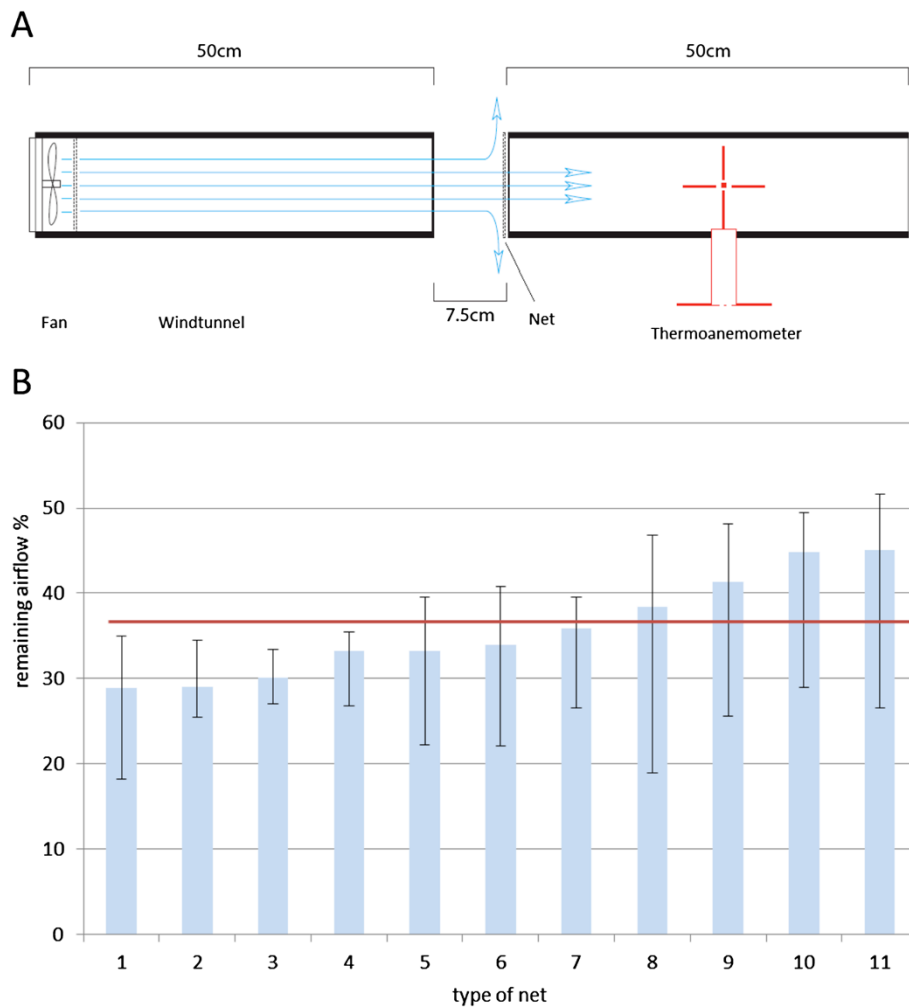 A
50cm 50cm
7.5cm
Fan Windtunnel Net Thermoanemometer
B
remaining airflow %
60
50
40
30
20
10
0
1 2 3 4 5 6 7 8 9 10 11
type of net